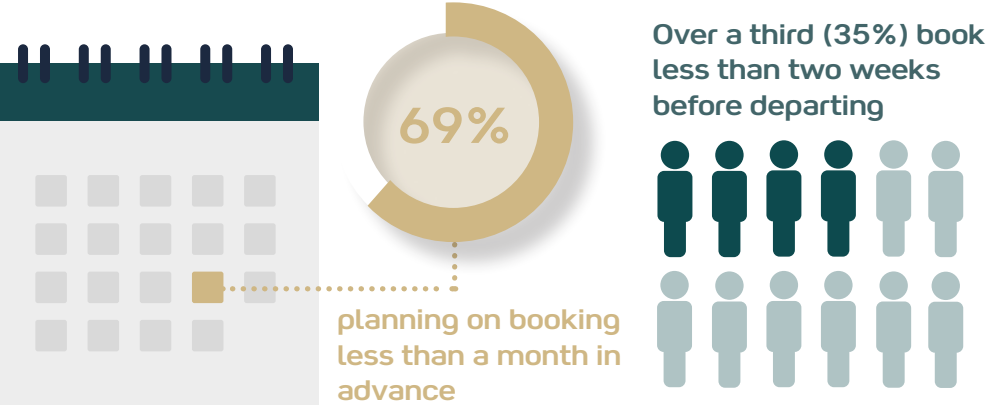 69%
planning on booking
less than a month in
advance
Over a third (35%) book
less than two weeks
before departing